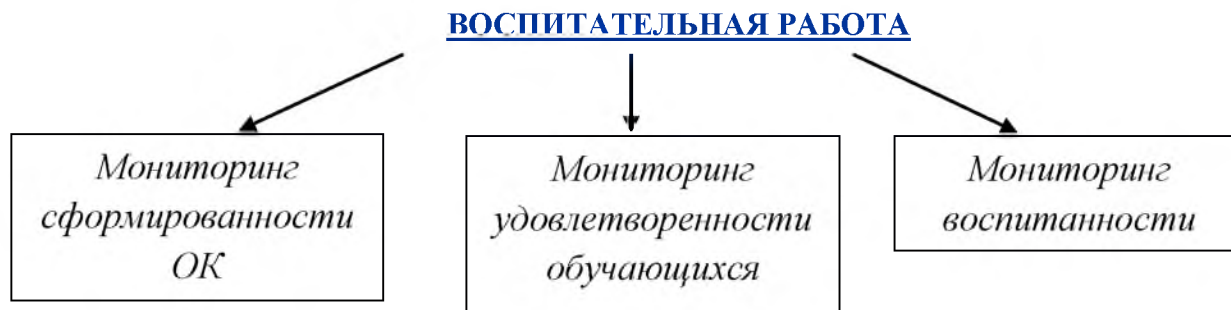 ВОСПИТАТЕЛЬНАЯ РАБОТА
Мониторинг
сформированности
ОК
Мониторинг
удовлетворенности
обучающихся
Мониторинг
воспитанности